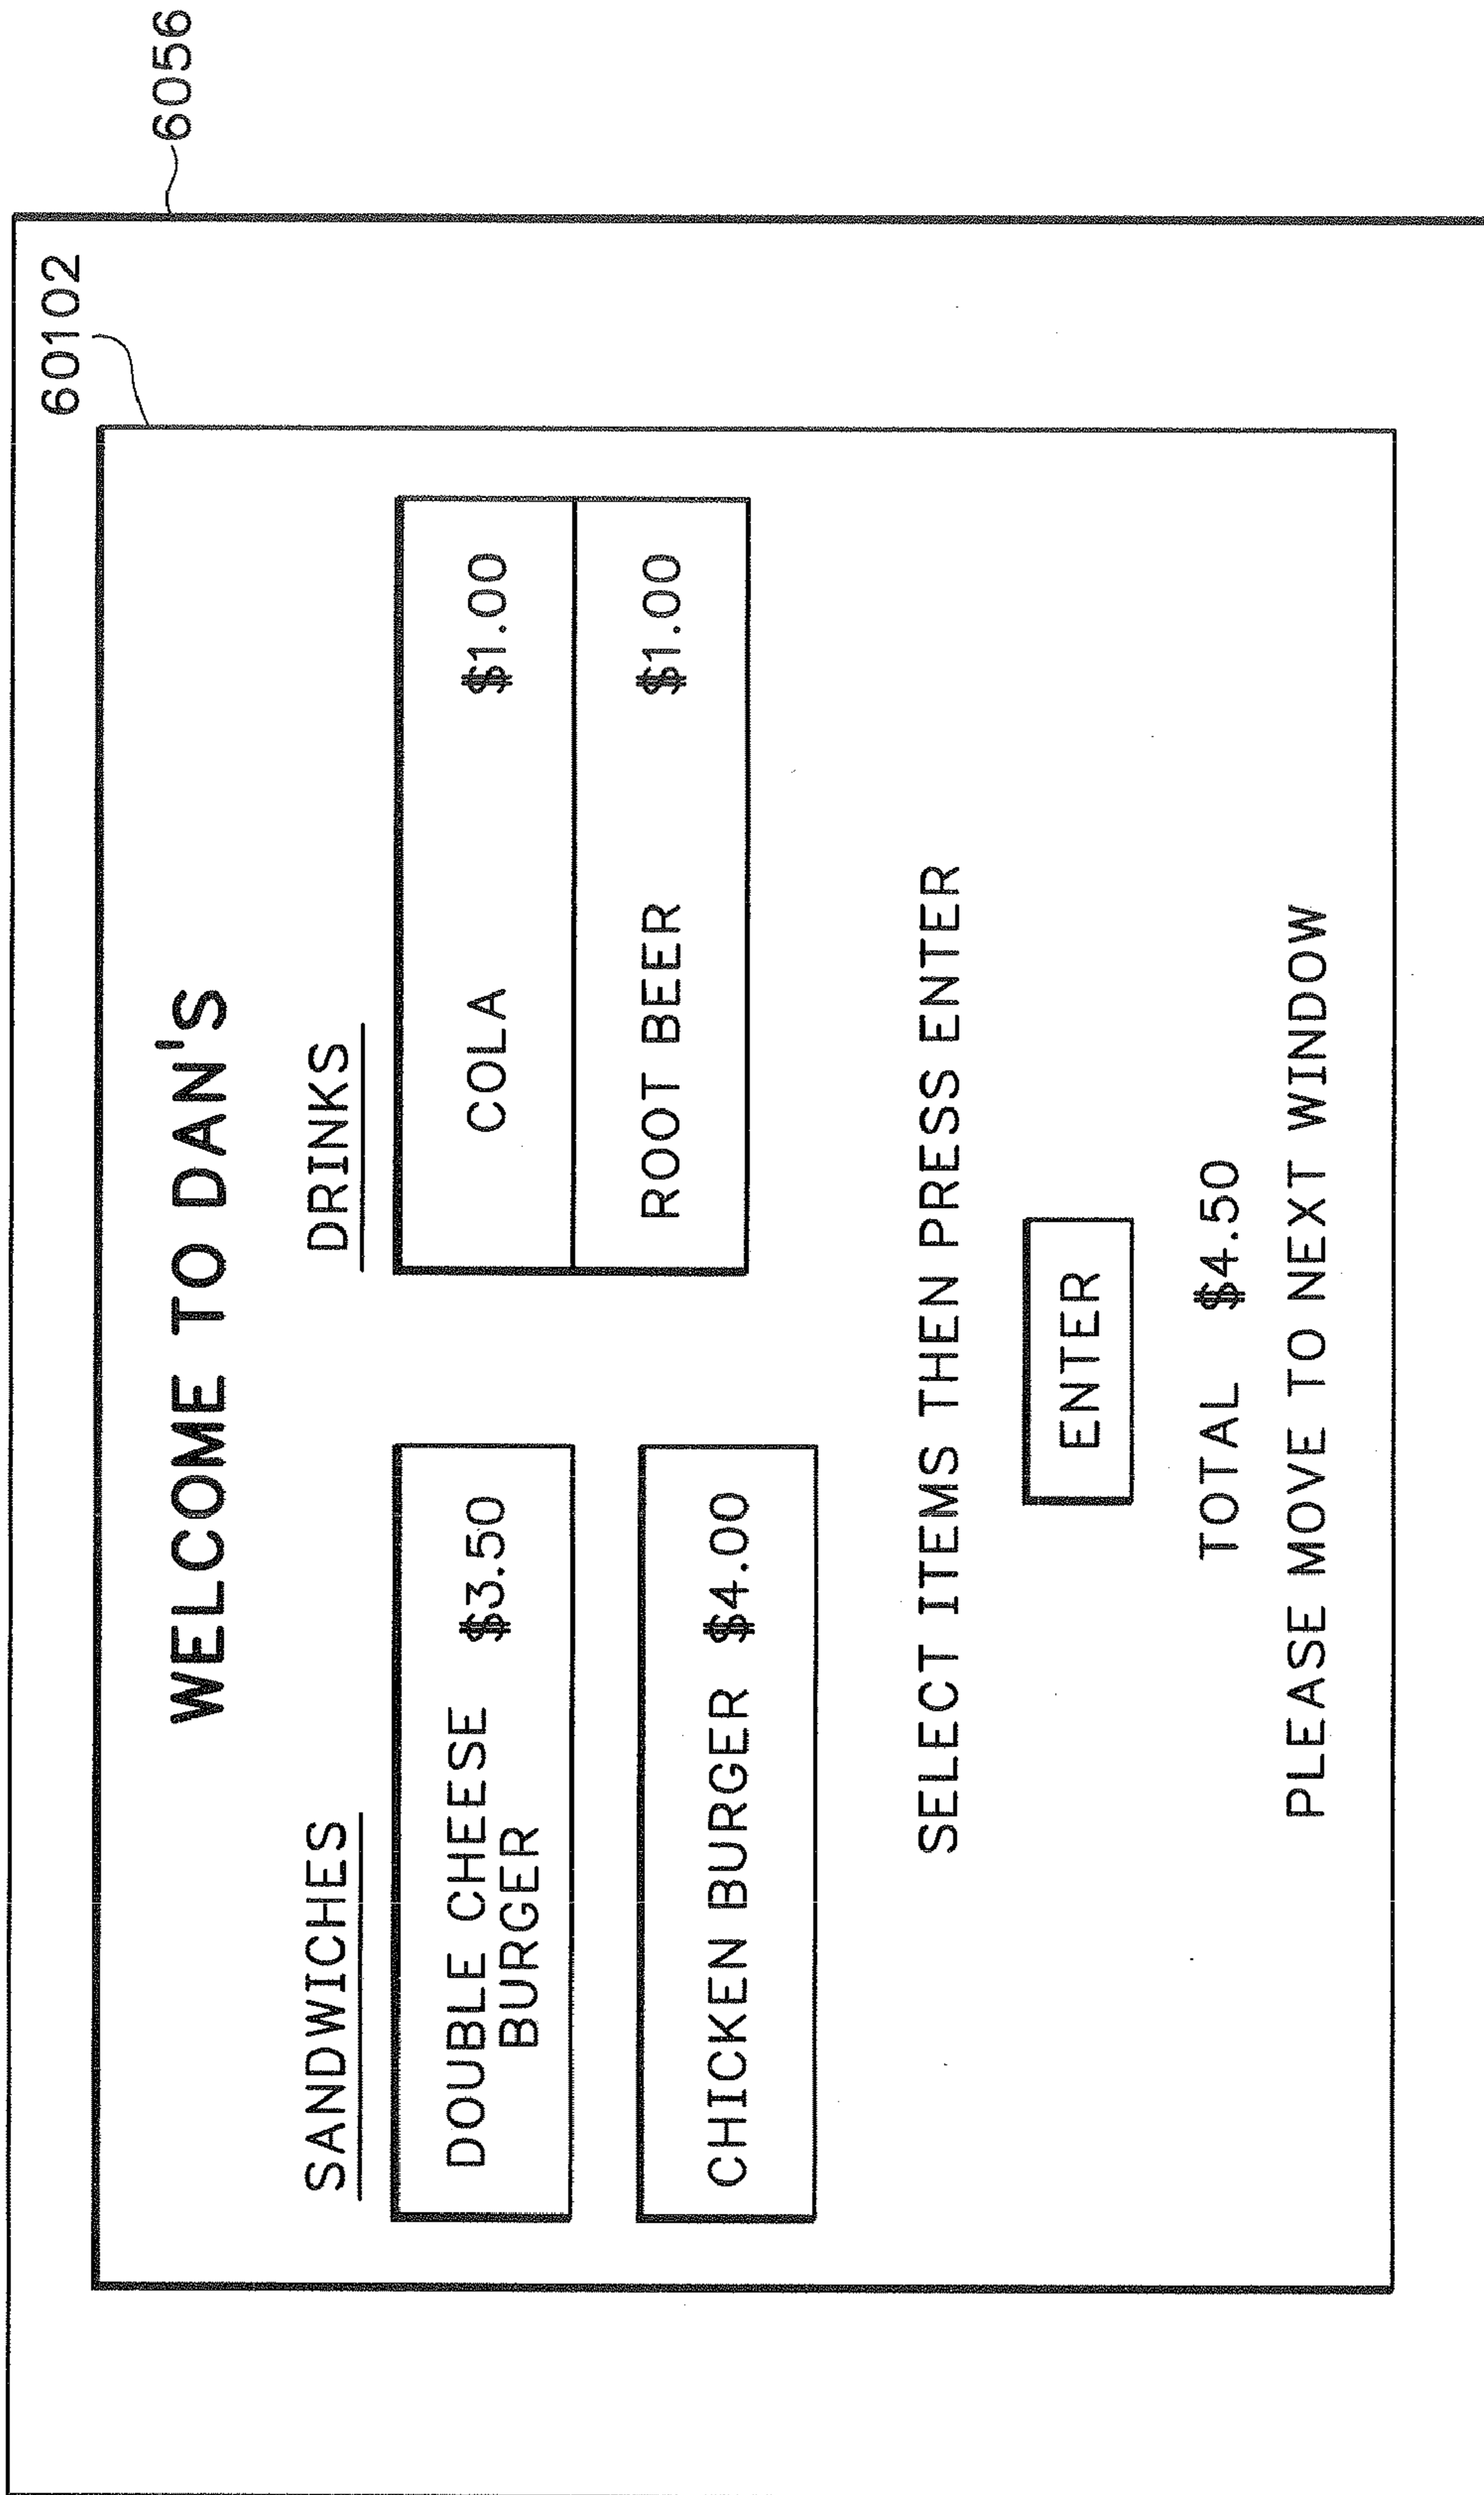 6056
60102
WELCOME TO DAN'S
SANDWICHES
DOUBLE CHEESE $3.50
BURGER
CHICKEN BURGER $4.00
DRINKS
COLA $1.00
ROOT BEER $1.00
SELECT ITEMS THEN PRESS ENTER
ENTER
TOTAL $4.50
PLEASE MOVE TO NEXT WINDOW